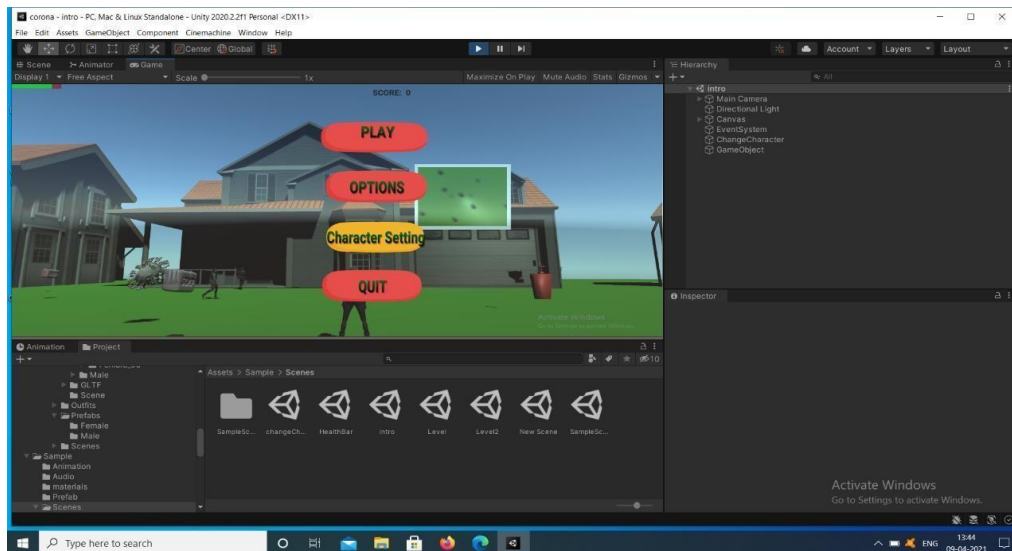 corona - intro - PC, Mac & Linux Standalone - Unity 2020.2.2f1 Personal <DX11>
File Edit Assets GameObject Component Cinemachine Window Help
Center Global
Account Layers Layout
Scene Animator Game
Display 1 Free Aspect Scale 1x Maximize On Play Mute Audio Stats Gizmos
SCORE: 0
PLAY
OPTIONS
Character Setting
QUIT
Activate Windows
Hierarchy
All
intro
Main Camera
Directional Light
Canvas
EventSystem
ChangeCharacter
GameObject
Inspector
Animation Project
10
Male
GLTF
Scene
Outfits
Prefabs
Female
Male
Scenes
Sample
Animation
Audio
materials
Prefab
Scenes
Assets > Sample > Scenes
SampleSc... changeCh... HealthBar intro Level Level2 New Scene SampleSc...
Activate Windows
Go to Settings to activate Windows.
Type here to search
ENG
13:44
09-04-2021